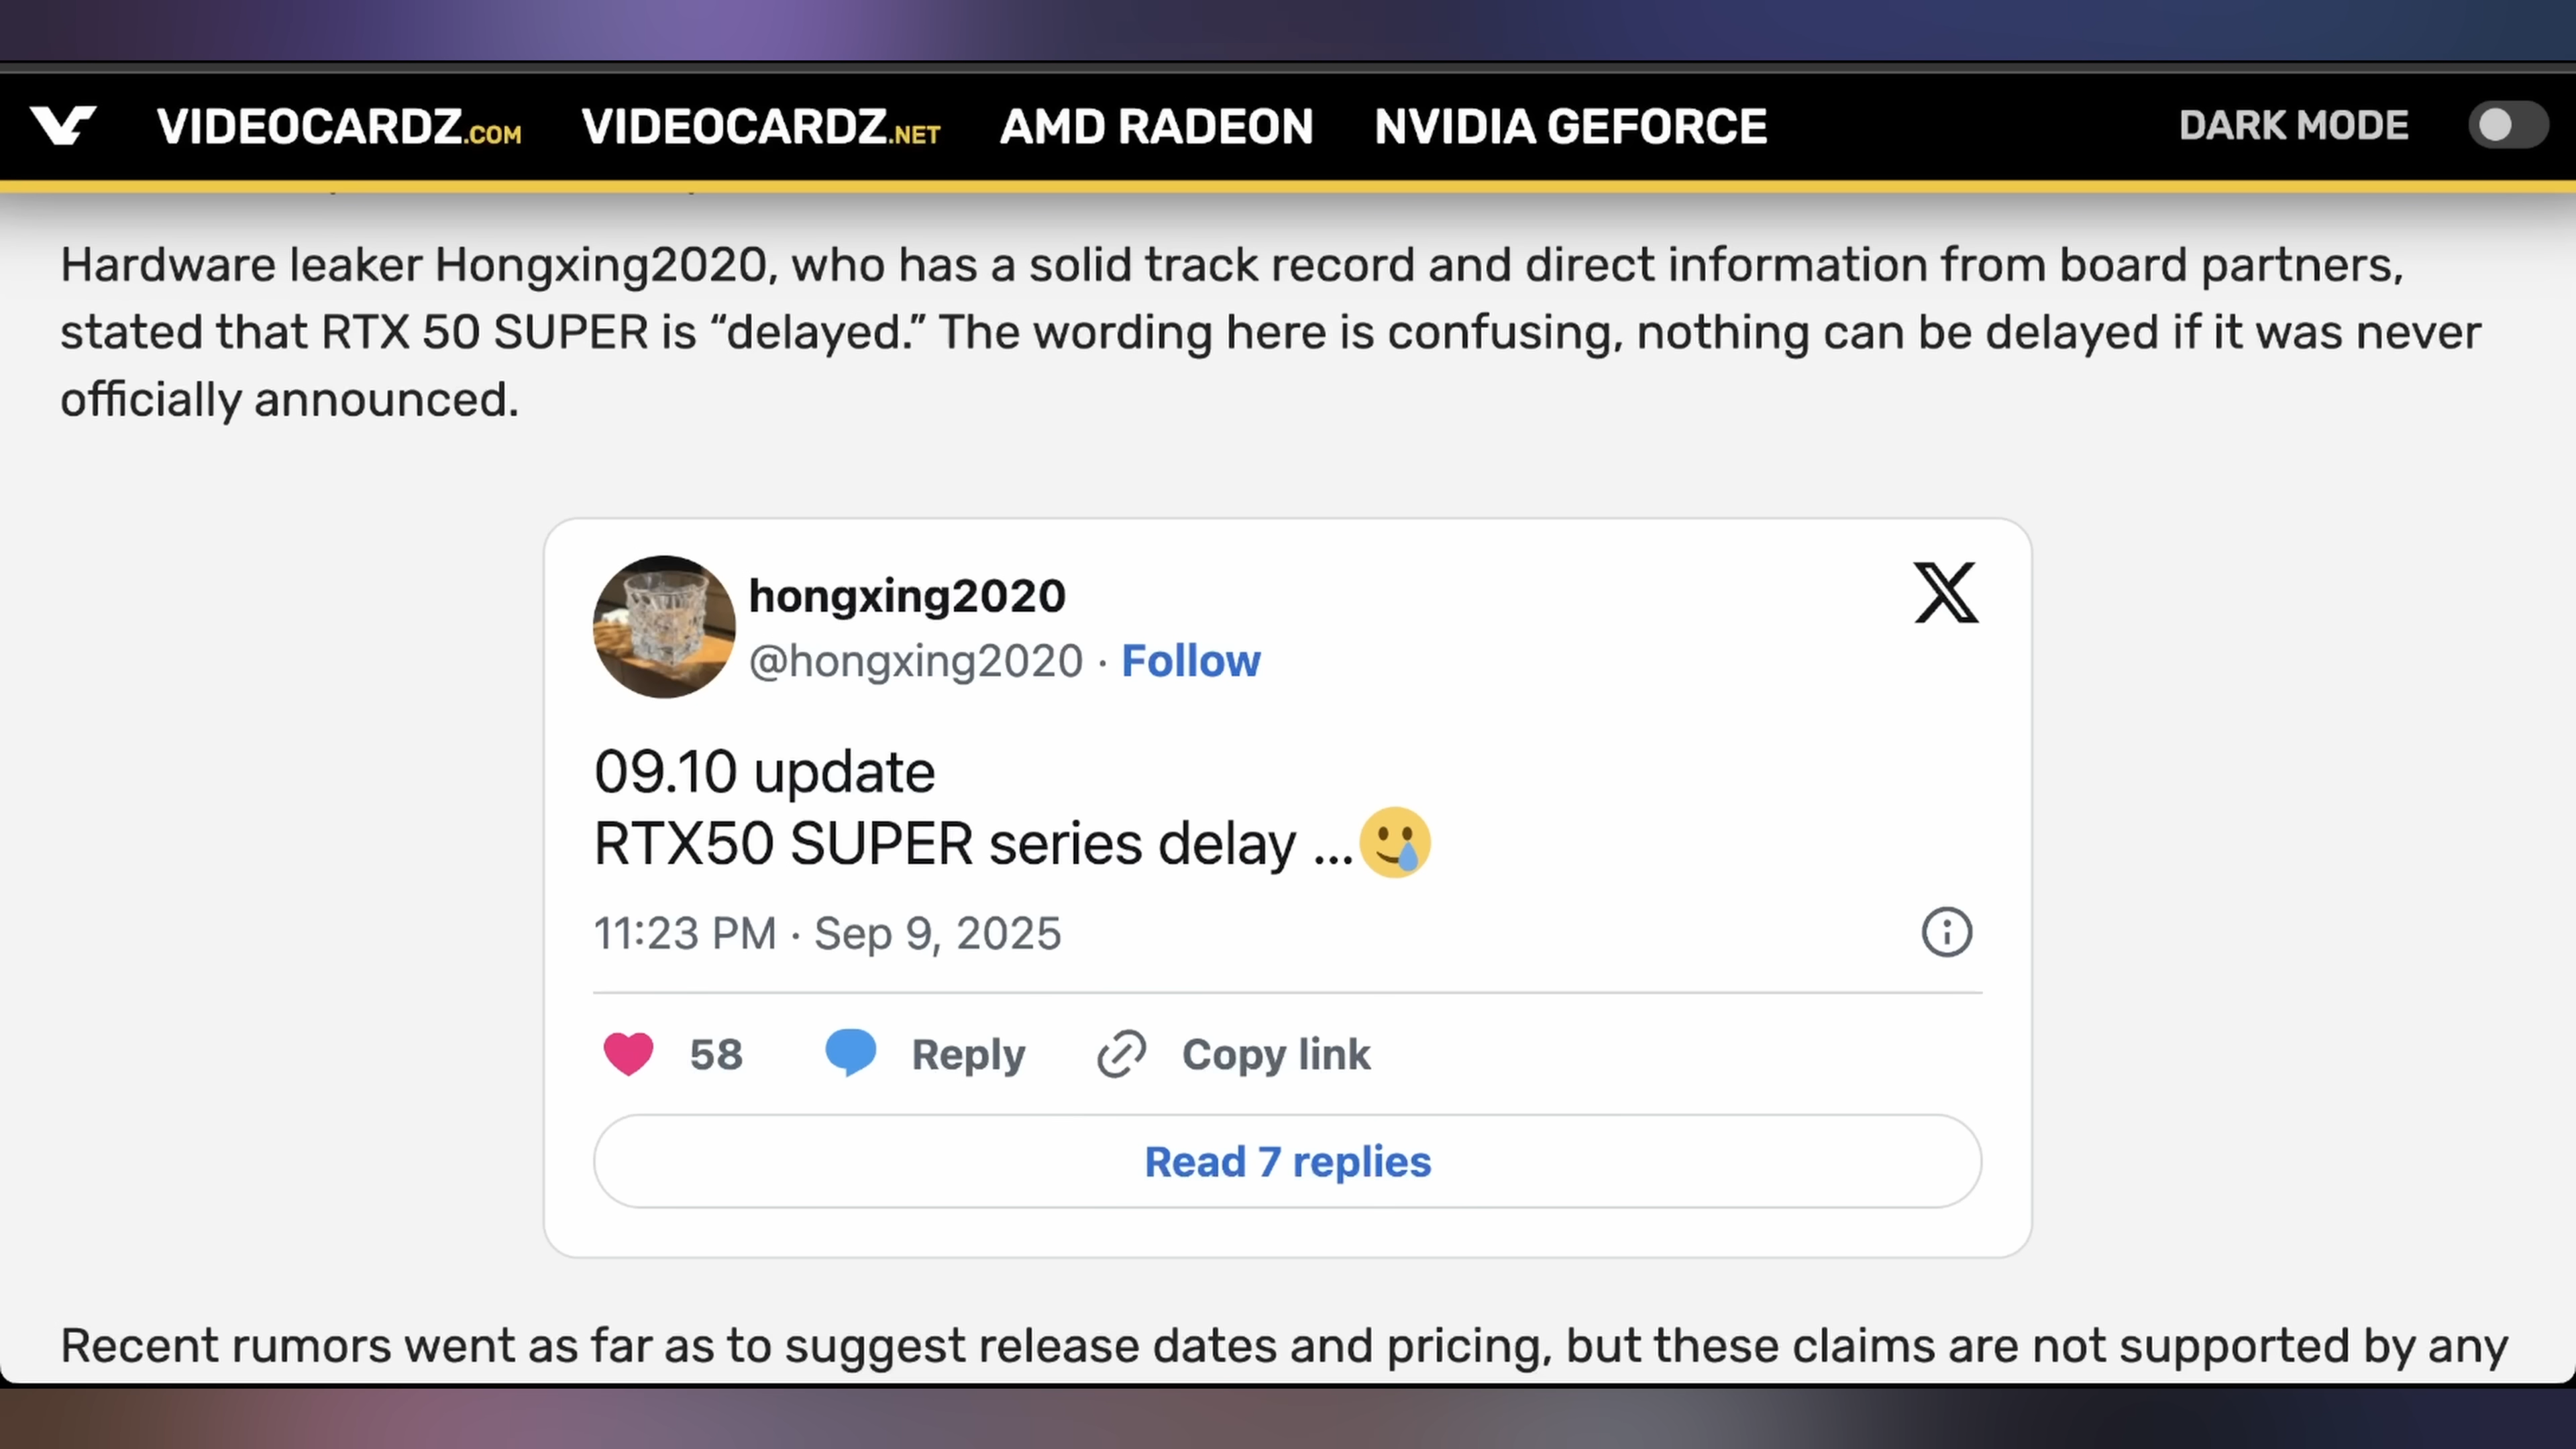 VIDEOCARDZ.COM VIDEOCARDZ.NET AMD RADEON NVIDIA GEFORCE DARK MODE
Hardware leaker Hongxing2020, who has a solid track record and direct information from board partners,
stated that RTX 50 SUPER is “delayed.” The wording here is confusing, nothing can be delayed if it was never
officially announced.
hongxing2020
@hongxing2020 · Follow
09.10 update
RTX50 SUPER series delay ...🥲
11:23 PM · Sep 9, 2025
58 Reply Copy link
Read 7 replies
Recent rumors went as far as to suggest release dates and pricing, but these claims are not supported by any